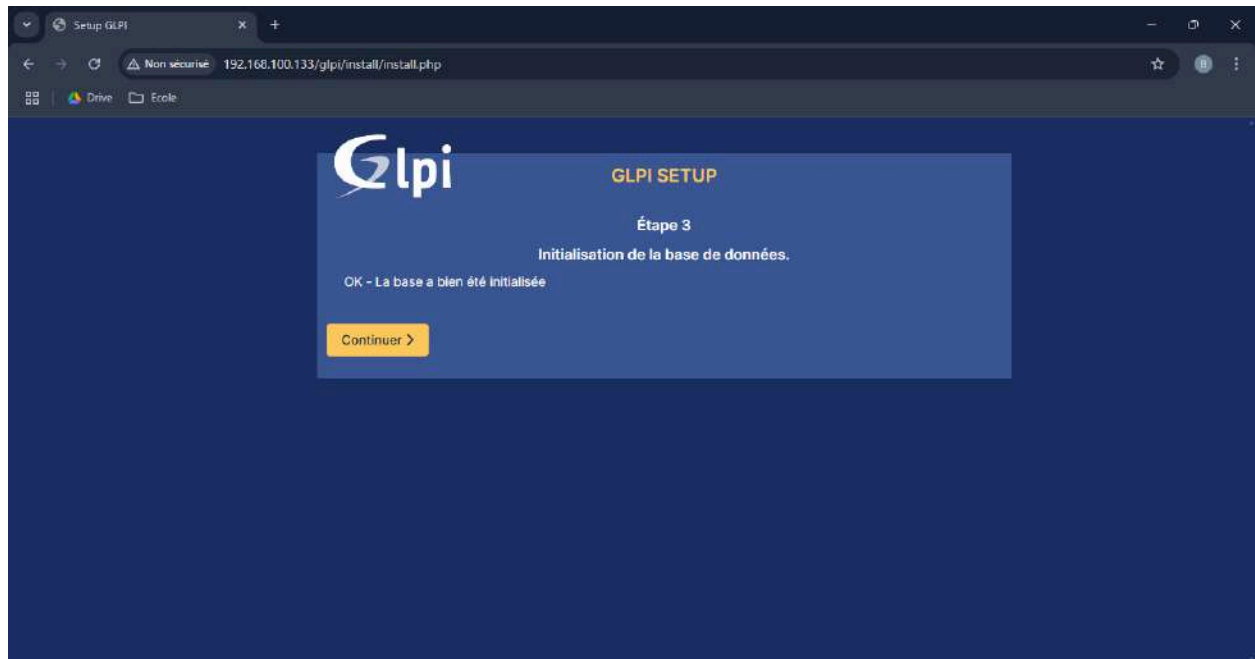 Setup GLPI
Non sécurisé 192.168.100.133/glpi/install/install.php
B
Drive Ecole
Glpi
GLPI SETUP
Étape 3
Initialisation de la base de données.
OK - La base a bien été initialisée
Continuer